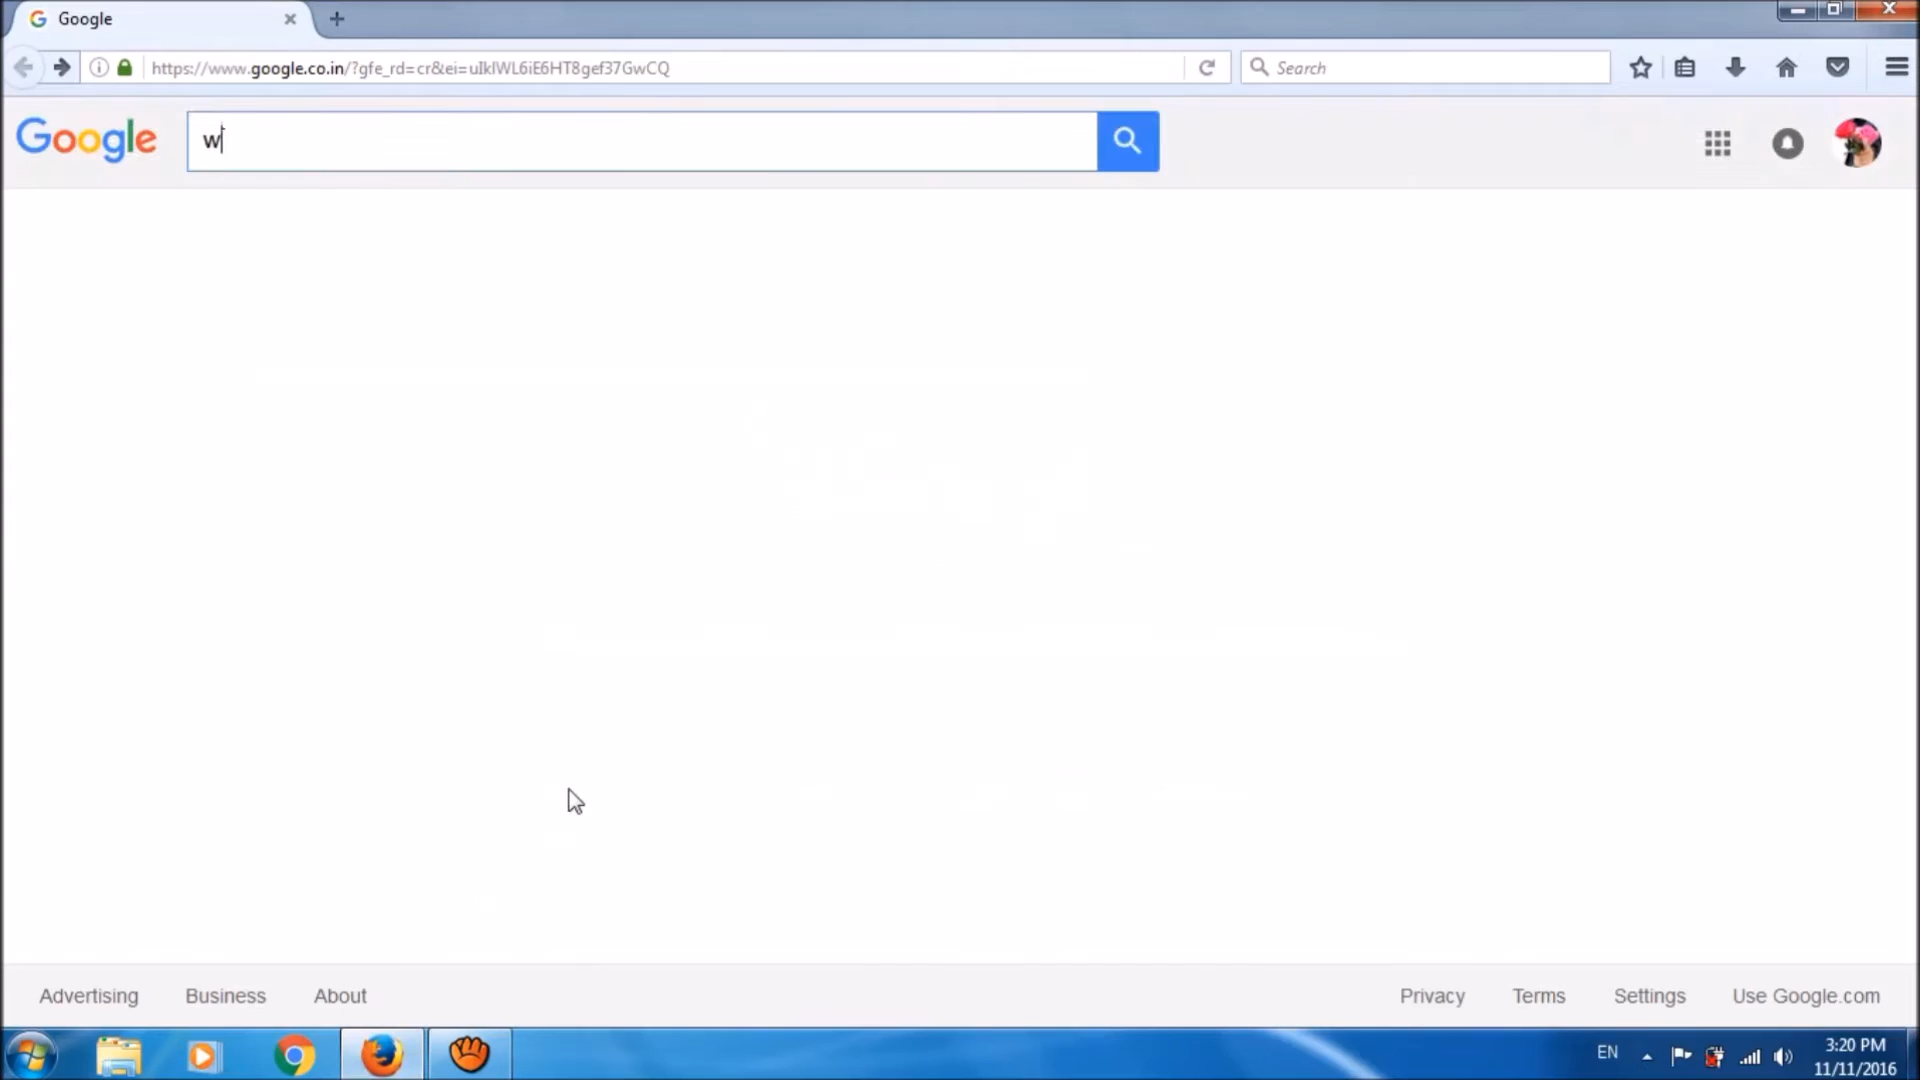 Google
https://www.google.co.in/?gfe_rd=cr&ei=uIklWL6iE6HT8gef37GwCQ
Search
Google
w
Advertising
Business
About
Privacy
Terms
Settings
Use Google.com
EN
3:20 PM
11/11/2016